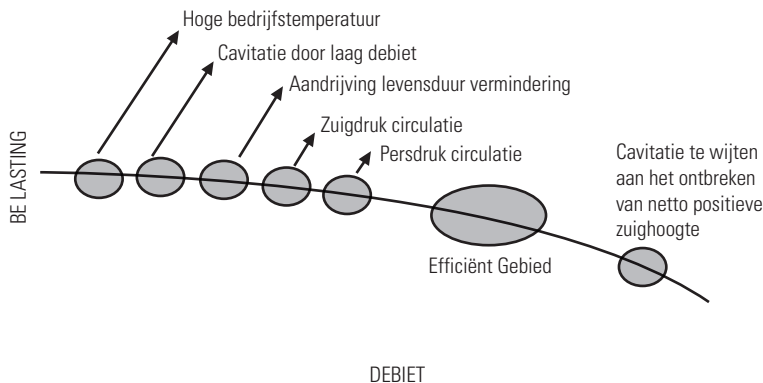 Hoge bedrijfstemperatuur
Cavitatie door laag debiet
Aandrijving levensduur vermindering
Zuigdruk circulatie
Persdruk circulatie
Cavitatie te wijten
aan het ontbreken
van netto positieve
zuighoogte
BE LASTING
Efficiënt Gebied
DEBIET